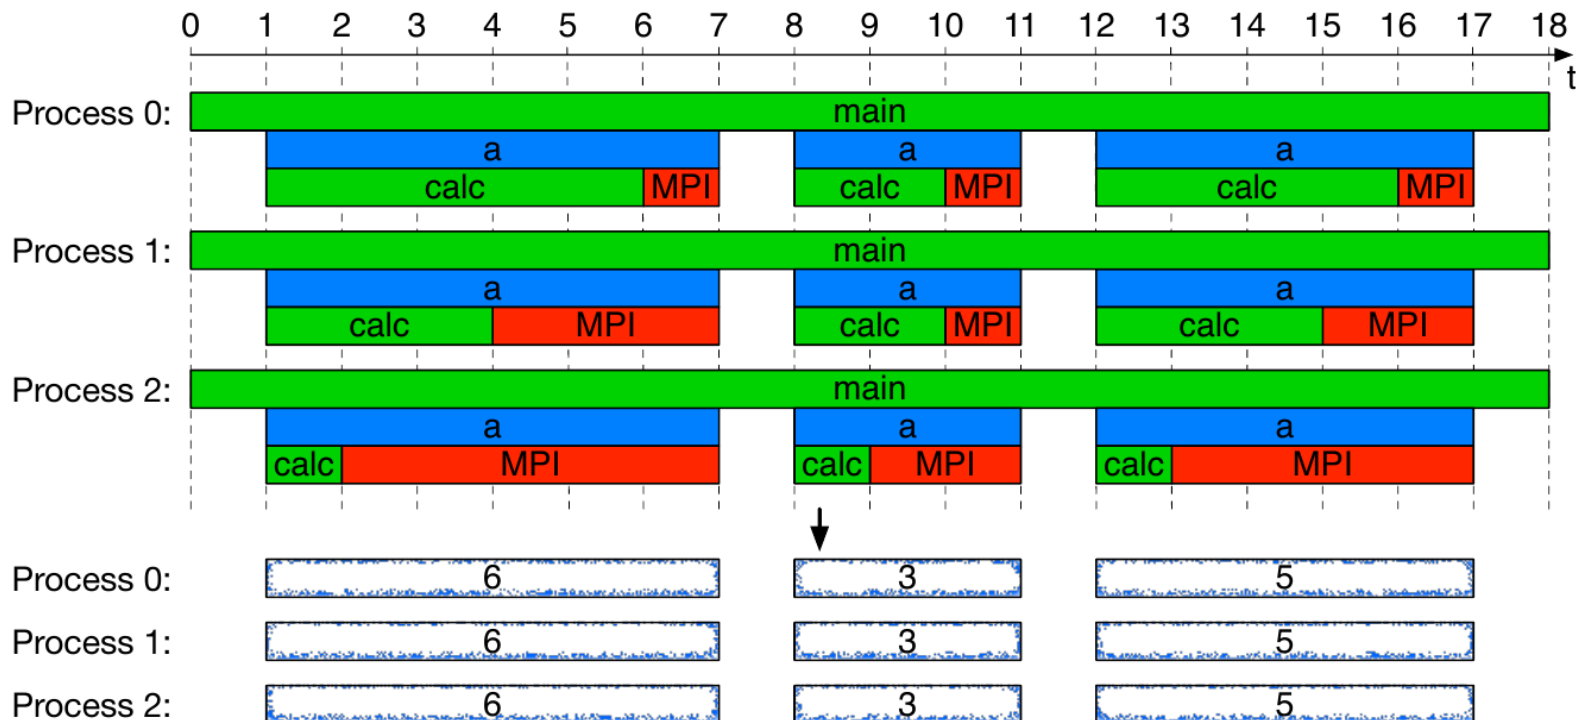 0 1 2 3 4 5 6 7 8 9 10 11 12 13 14 15 16 17 18
t
Process 0: main
a a a
calc MPI calc MPI calc MPI
Process 1: main
a a a
calc MPI calc MPI calc MPI
Process 2: main
a a a
calc MPI calc MPI calc MPI
Process 0: 6 3 5
Process 1: 6 3 5
Process 2: 6 3 5